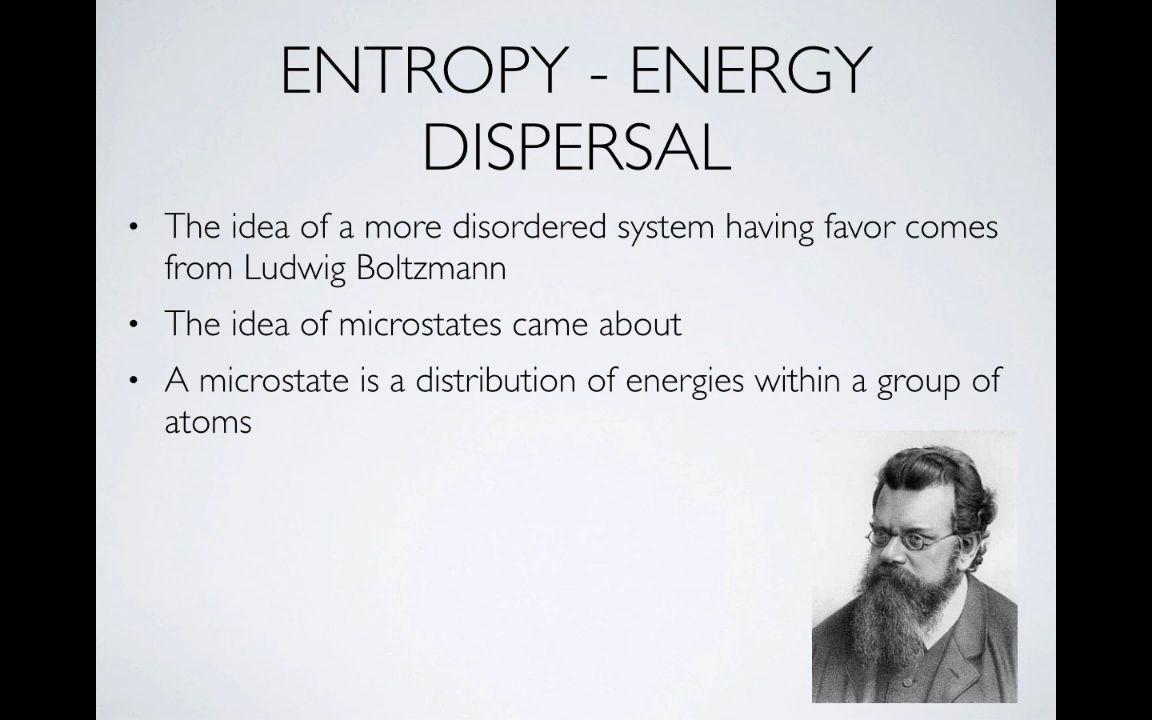 ENTROPY - ENERGY
DISPERSAL
• The idea of a more disordered system having favor comes
from Ludwig Boltzmann
• The idea of microstates came about
• A microstate is a distribution of energies within a group of
atoms